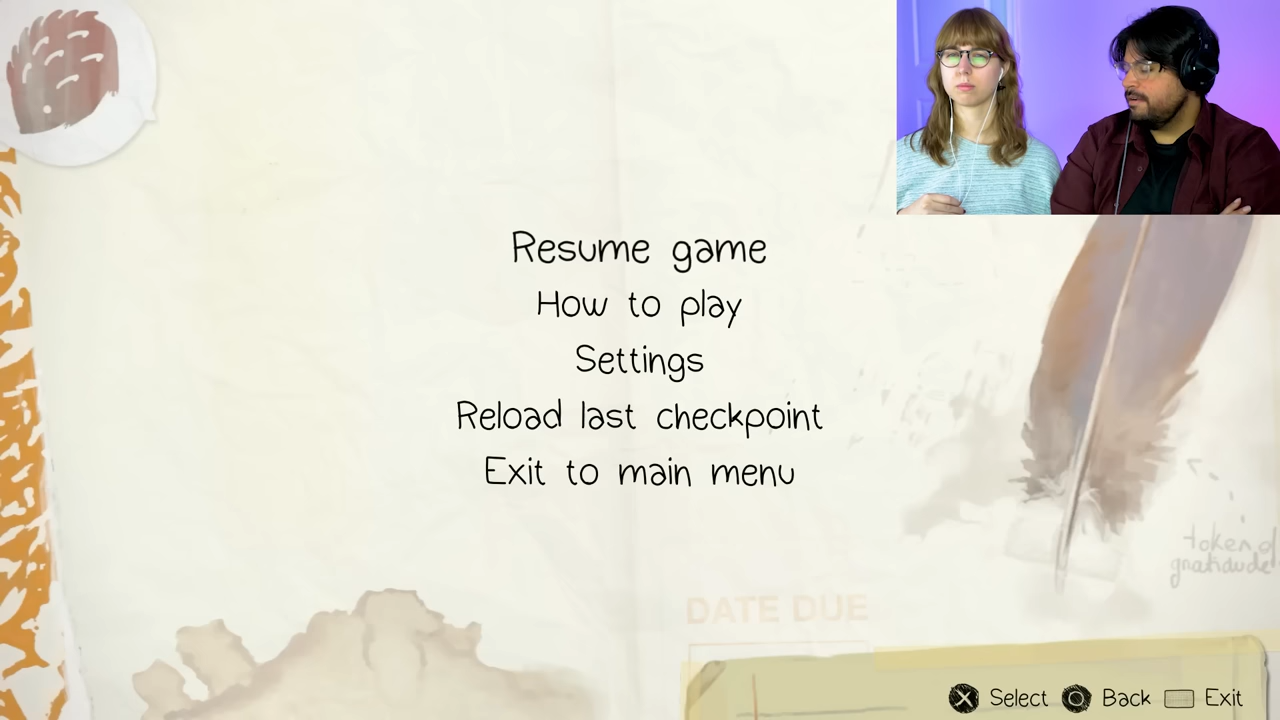 Resume game
How to play
Settings
Reload last checkpoint
Exit to main menu
token of
gratidude!
DATE DUE
Select Back Exit